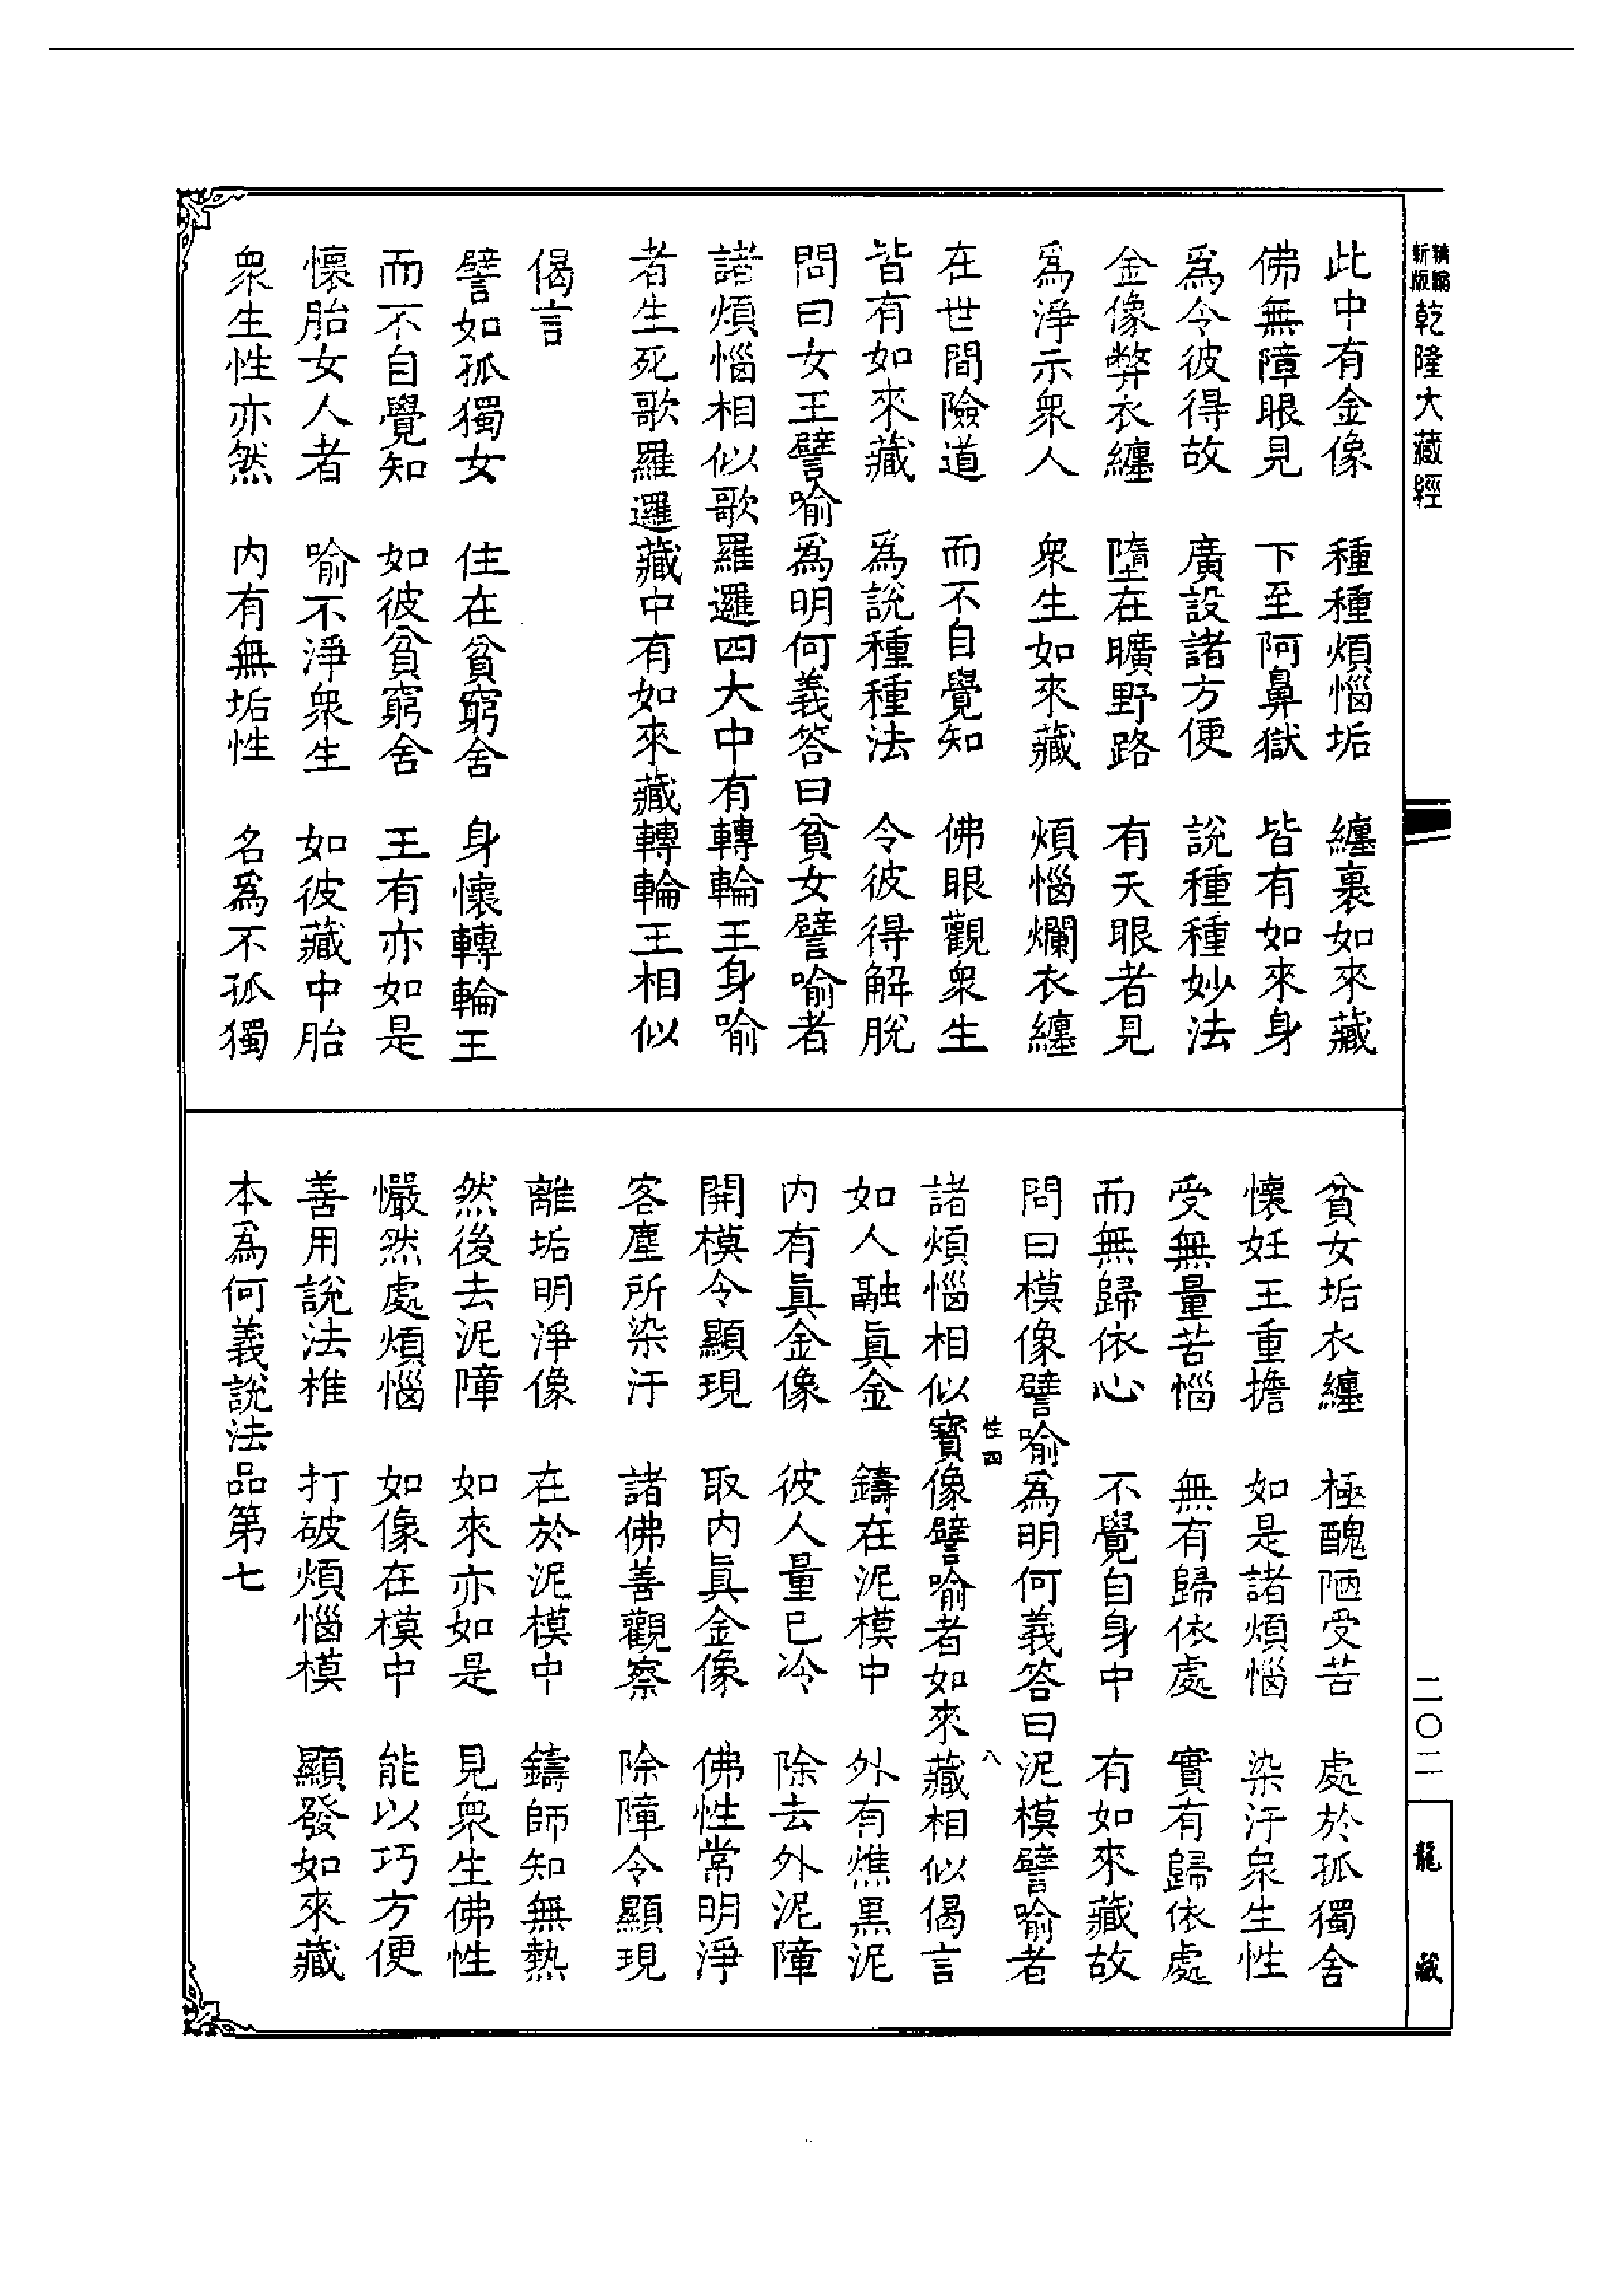 精縮新版乾隆大藏經
此中有金像　種種煩惱垢　纏裹如來藏
佛無障眼見　下至阿鼻獄　皆有如來身
爲令彼得故　廣設諸方便　說種種妙法
金像弊衣纏　墮在曠野路　有天眼者見
爲淨示衆人　衆生如來藏　煩惱爛衣纏
在世間險道　而不自覺知　佛眼觀衆生
皆有如來藏　爲說種種法　令彼得解脫
問曰女王譬喻爲明何義答曰貧女譬喻者
諸煩惱相似歌羅邏四大中有轉輪王身喻
者生死歌羅邏藏中有如來藏轉輪王相似
偈言
譬如孤獨女　住在貧窮舍　身懷轉輪王
而不自覺知　如彼貧窮舍　王有亦如是
懷胎女人者　喻不淨衆生　如彼藏中胎
衆生性亦然　內有無垢性　名爲不孤獨
貧女垢衣纏　極醜陋受苦　處於孤獨舍
懷妊王重擔　如是諸煩惱　染汙衆生性
受無量苦惱　無有歸依處　實有歸依處
而無歸依心　不覺自身中　有如來藏故
問曰模像譬喻爲明何義答曰泥模譬喻者
性四　八
諸煩惱相似寳像譬喻者如來藏相似偈言
如人融眞金　鑄在泥模中　外有燋黑泥
內有眞金像　彼人量已冷　除去外泥障
開模令顯現　取內眞金像　佛性常明淨
客塵所染汙　諸佛善觀察　除障令顯現
離垢明淨像　在於泥模中　鑄師知無熱
然後去泥障　如來亦如是　見衆生佛性
儼然處煩惱　如像在模中　能以巧方便
善用說法椎　打破煩惱模　顯發如來藏
本爲何義說法品第七
二〇二
龍藏